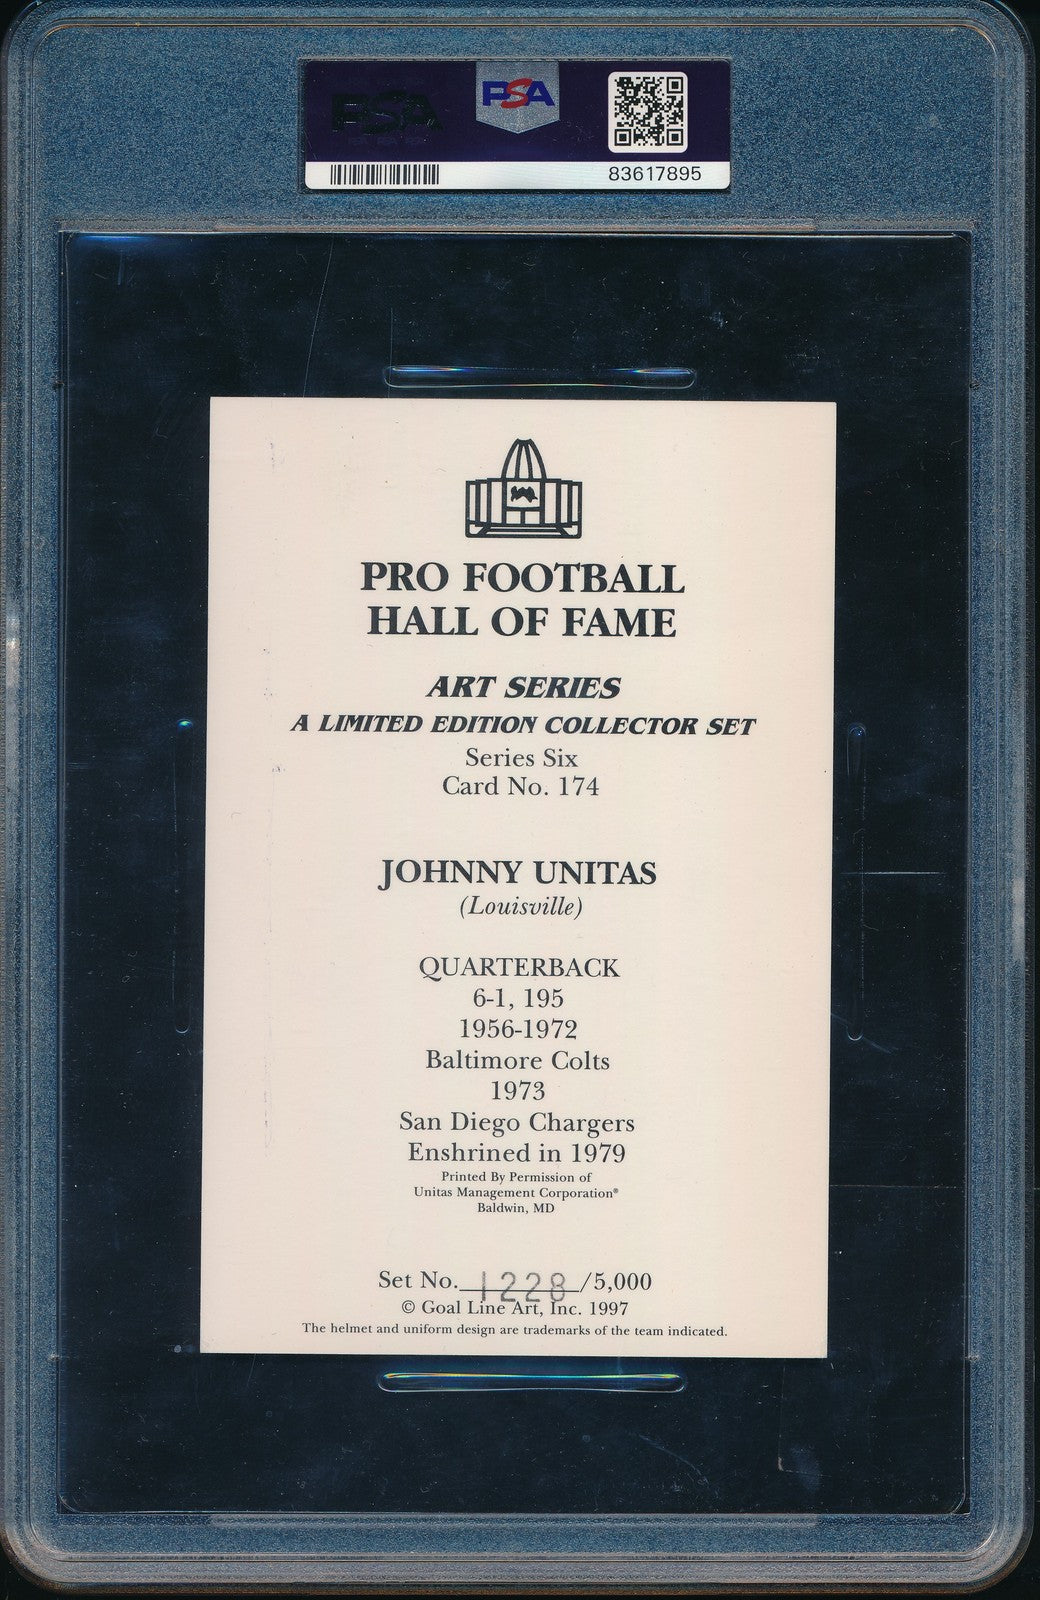 PSA
PSA
83617895
PRO FOOTBALL
HALL OF FAME
ART SERIES
A LIMITED EDITION COLLECTOR SET
Series Six
Card No. 174
JOHNNY UNITAS
(Louisville)
QUARTERBACK
6-1, 195
1956-1972
Baltimore Colts
1973
San Diego Chargers
Enshrined in 1979
Printed By Permission of
Unitas Management Corporation®
Baldwin, MD
Set No. 1228 /5,000
© Goal Line Art, Inc. 1997
The helmet and uniform design are trademarks of the team indicated.